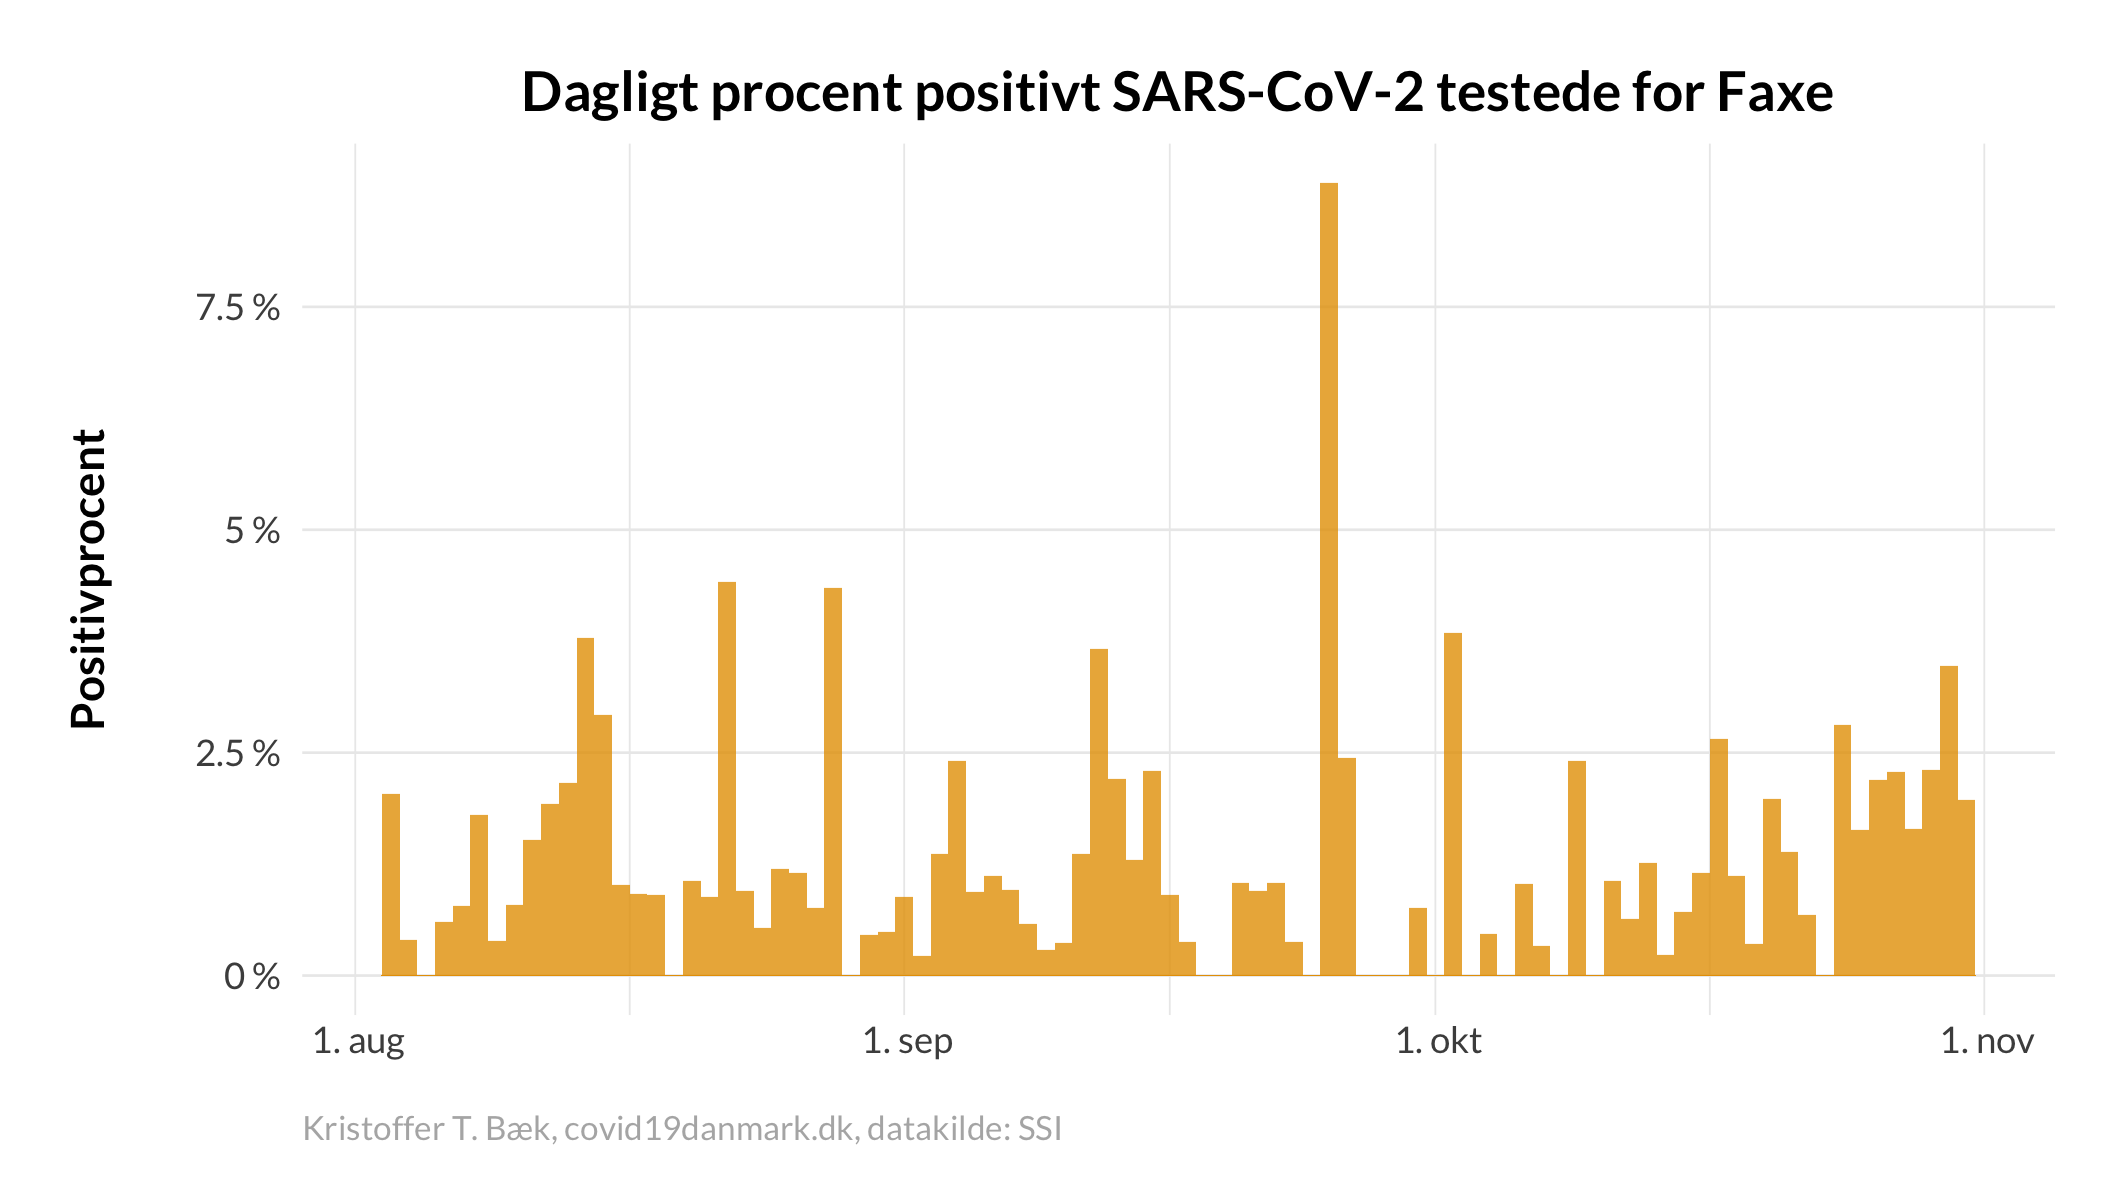 Dagligt procent positivt SARS-CoV-2 testede for Faxe
Positivprocent
7.5 %
5 %
2.5 %
0 %
1. aug
1. sep
1. okt
1. nov
Kristoffer T. Bæk, covid19danmark.dk, datakilde: SSI